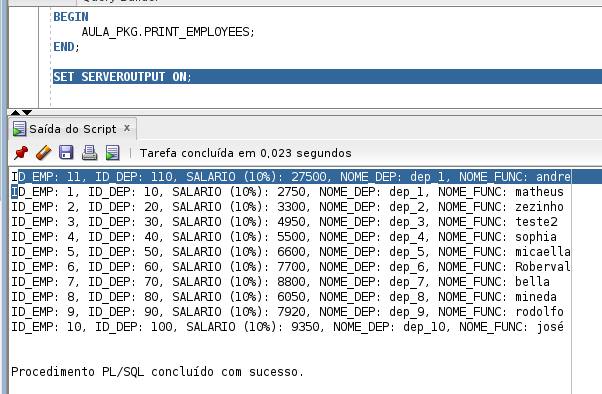 Query Builder
BEGIN
AULA_PKG.PRINT_EMPLOYEES;
END;
SET SERVEROUTPUT ON;
Saída do Script x
Tarefa concluída em 0,023 segundos
ID_EMP: 11, ID_DEP: 110, SALARIO (10%): 27500, NOME_DEP: dep_1, NOME_FUNC: andre
ID_EMP: 1, ID_DEP: 10, SALARIO (10%): 2750, NOME_DEP: dep_1, NOME_FUNC: matheus
ID_EMP: 2, ID_DEP: 20, SALARIO (10%): 3300, NOME_DEP: dep_2, NOME_FUNC: zezinho
ID_EMP: 3, ID_DEP: 30, SALARIO (10%): 4950, NOME_DEP: dep_3, NOME_FUNC: teste2
ID_EMP: 4, ID_DEP: 40, SALARIO (10%): 5500, NOME_DEP: dep_4, NOME_FUNC: sophia
ID_EMP: 5, ID_DEP: 50, SALARIO (10%): 6600, NOME_DEP: dep_5, NOME_FUNC: micaella
ID_EMP: 6, ID_DEP: 60, SALARIO (10%): 7700, NOME_DEP: dep_6, NOME_FUNC: Roberval
ID_EMP: 7, ID_DEP: 70, SALARIO (10%): 8800, NOME_DEP: dep_7, NOME_FUNC: bella
ID_EMP: 8, ID_DEP: 80, SALARIO (10%): 6050, NOME_DEP: dep_8, NOME_FUNC: mineda
ID_EMP: 9, ID_DEP: 90, SALARIO (10%): 7920, NOME_DEP: dep_9, NOME_FUNC: rodolfo
ID_EMP: 10, ID_DEP: 100, SALARIO (10%): 9350, NOME_DEP: dep_10, NOME_FUNC: josé
Procedimento PL/SQL concluído com sucesso.